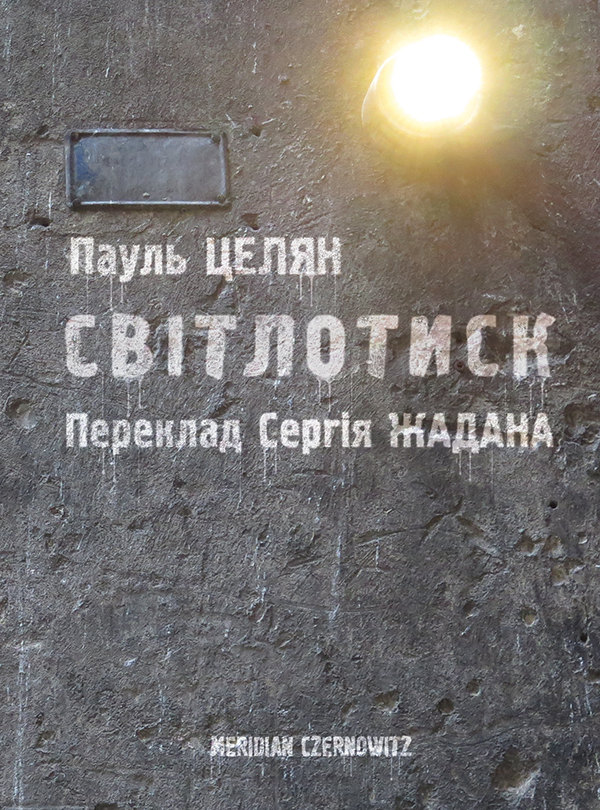 Пауль ЦЕЛЯН
СВІТЛОТИСК
Переклад Сергія ЖАДАНА
MERIDIAN CZERNOWITZ